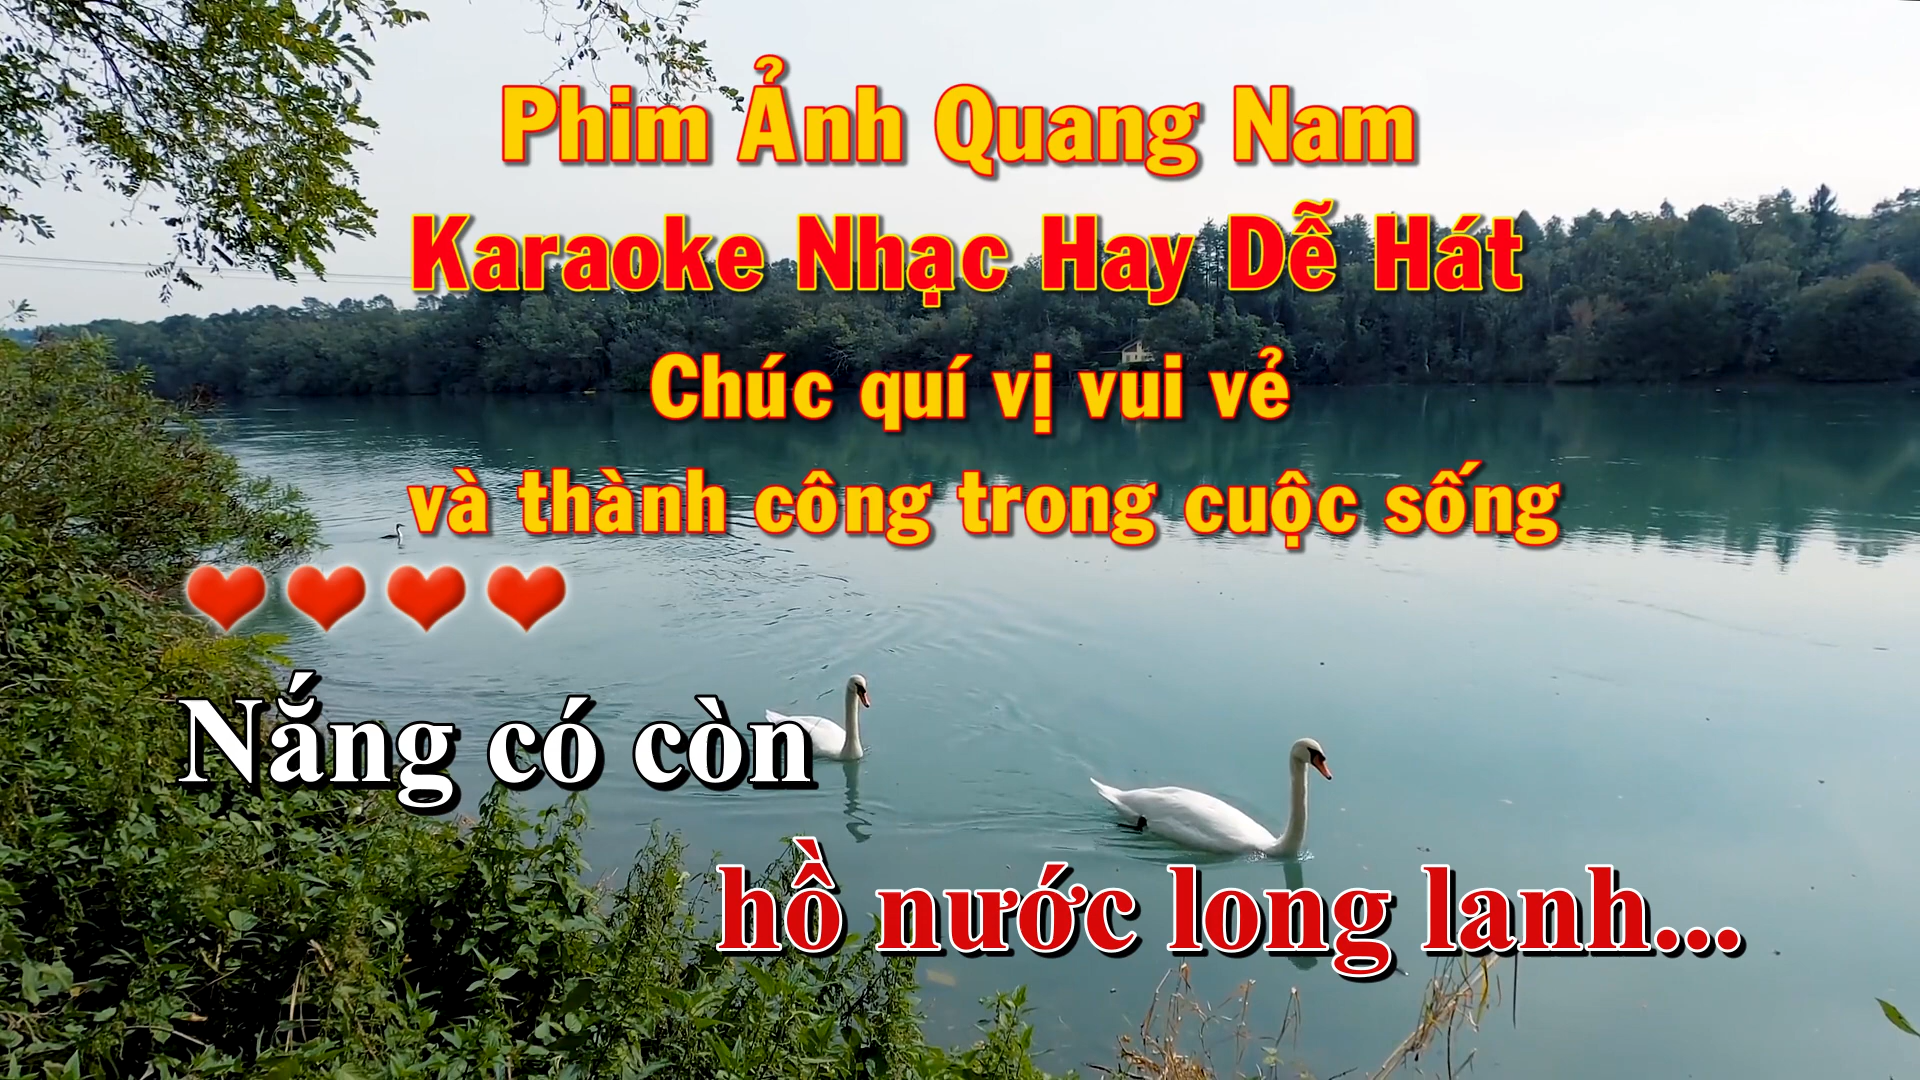 Phim Ảnh Quang Nam
Karaoke Nhạc Hay Dễ Hát
Chúc quí vị vui vẻ
và thành công trong cuộc sống
Nắng có còn
hồ nước long lanh...